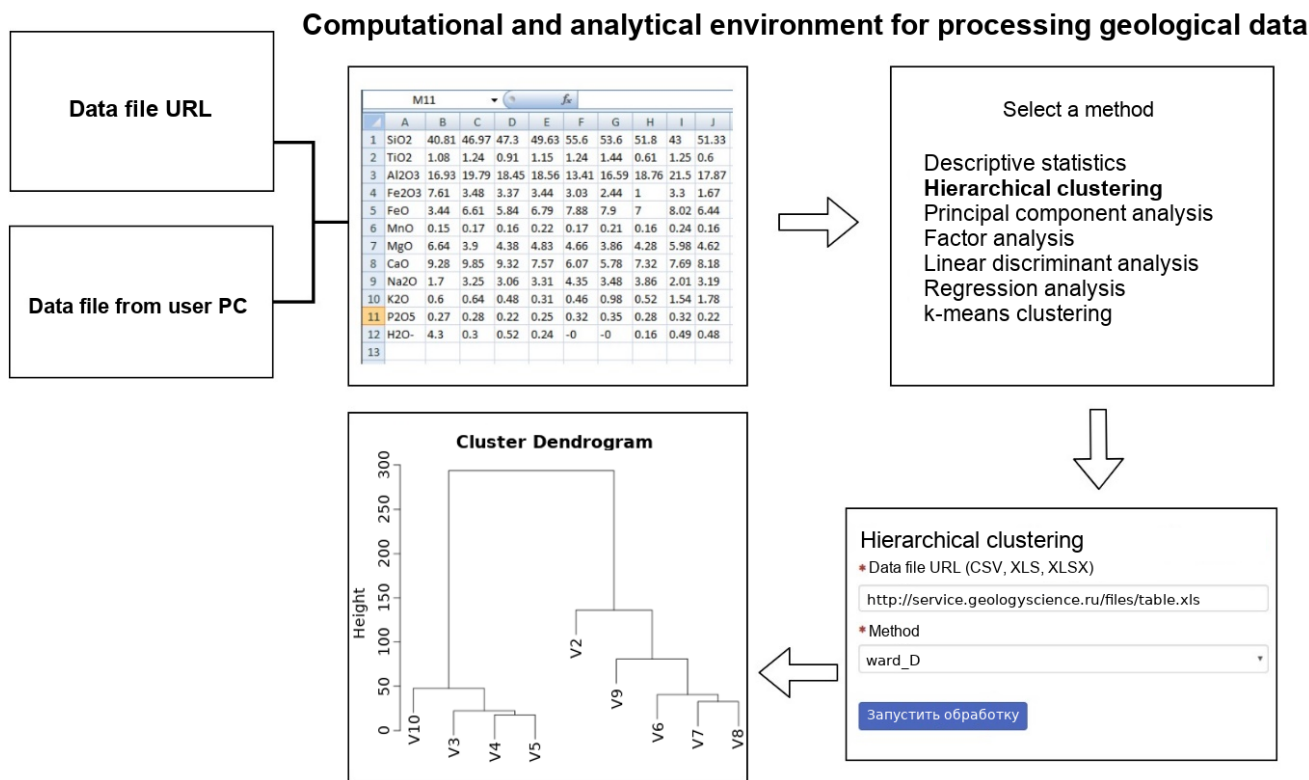 Computational and analytical environment for processing geological data
Data file URL
Data file from user PC
M11 fx
A B C D E F G H I J
1 SiO2 40.81 46.97 47.3 49.63 55.6 53.6 51.8 43 51.33
2 TiO2 1.08 1.24 0.91 1.15 1.24 1.44 0.61 1.25 0.6
3 Al2O3 16.93 19.79 18.45 18.56 13.41 16.59 18.76 21.5 17.87
4 Fe2O3 7.61 3.48 3.37 3.44 3.03 2.44 1 3.3 1.67
5 FeO 3.44 6.61 5.84 6.79 7.88 7.9 7 8.02 6.44
6 MnO 0.15 0.17 0.16 0.22 0.17 0.21 0.16 0.24 0.16
7 MgO 6.64 3.9 4.38 4.83 4.66 3.86 4.28 5.98 4.62
8 CaO 9.28 9.85 9.32 7.57 6.07 5.78 7.32 7.69 8.18
9 Na2O 1.7 3.25 3.06 3.31 4.35 3.48 3.86 2.01 3.19
10 K2O 0.6 0.64 0.48 0.31 0.46 0.98 0.52 1.54 1.78
11 P2O5 0.27 0.28 0.22 0.25 0.32 0.35 0.28 0.32 0.22
12 H2O- 4.3 0.3 0.52 0.24 -0 -0 0.16 0.49 0.48
13
Select a method
Descriptive statistics
Hierarchical clustering
Principal component analysis
Factor analysis
Linear discriminant analysis
Regression analysis
k-means clustering
Hierarchical clustering
* Data file URL (CSV, XLS, XLSX)
http://service.geologyscience.ru/files/table.xls
* Method
ward_D
Запустить обработку
Cluster Dendrogram
Height
300
250
200
150
100
50
0
V10
V3
V4
V5
V2
V9
V6
V7
V8